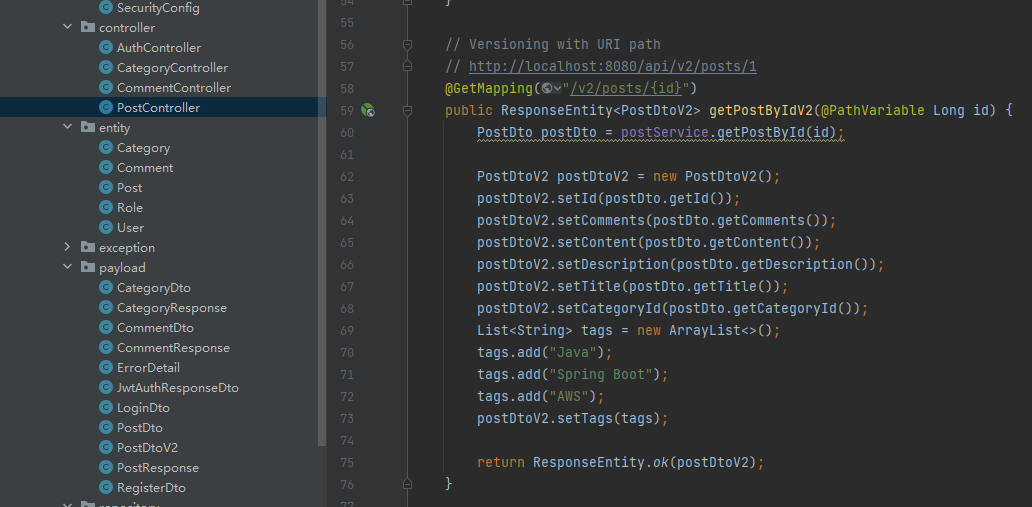 SecurityConfig
controller
AuthController
CategoryController
CommentController
PostController
entity
Category
Comment
Post
Role
User
exception
payload
CategoryDto
CategoryResponse
CommentDto
CommentResponse
ErrorDetail
JwtAuthResponseDto
LoginDto
PostDto
PostDtoV2
PostResponse
RegisterDto
repository
54 }
55
56 // Versioning with URI path
57 // http://localhost:8080/api/v2/posts/1
58 @GetMapping("/v2/posts/{id}")
59 public ResponseEntity<PostDtoV2> getPostByIdV2(@PathVariable Long id) {
60 PostDto postDto = postService.getPostById(id);
61
62 PostDtoV2 postDtoV2 = new PostDtoV2();
63 postDtoV2.setId(postDto.getId());
64 postDtoV2.setComments(postDto.getComments());
65 postDtoV2.setContent(postDto.getContent());
66 postDtoV2.setDescription(postDto.getDescription());
67 postDtoV2.setTitle(postDto.getTitle());
68 postDtoV2.setCategoryId(postDto.getCategoryId());
69 List<String> tags = new ArrayList<>();
70 tags.add("Java");
71 tags.add("Spring Boot");
72 tags.add("AWS");
73 postDtoV2.setTags(tags);
74
75 return ResponseEntity.ok(postDtoV2);
76 }
77